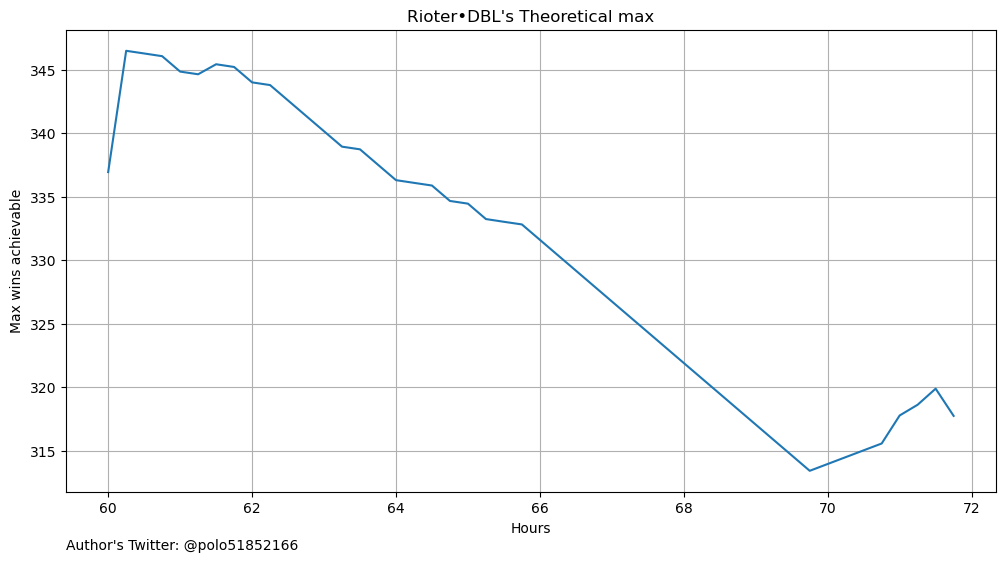 Rioter•DBL's Theoretical max
Max wins achievable
345
340
335
330
325
320
315
60 62 64 66 68 70 72
Hours
Author's Twitter: @polo51852166